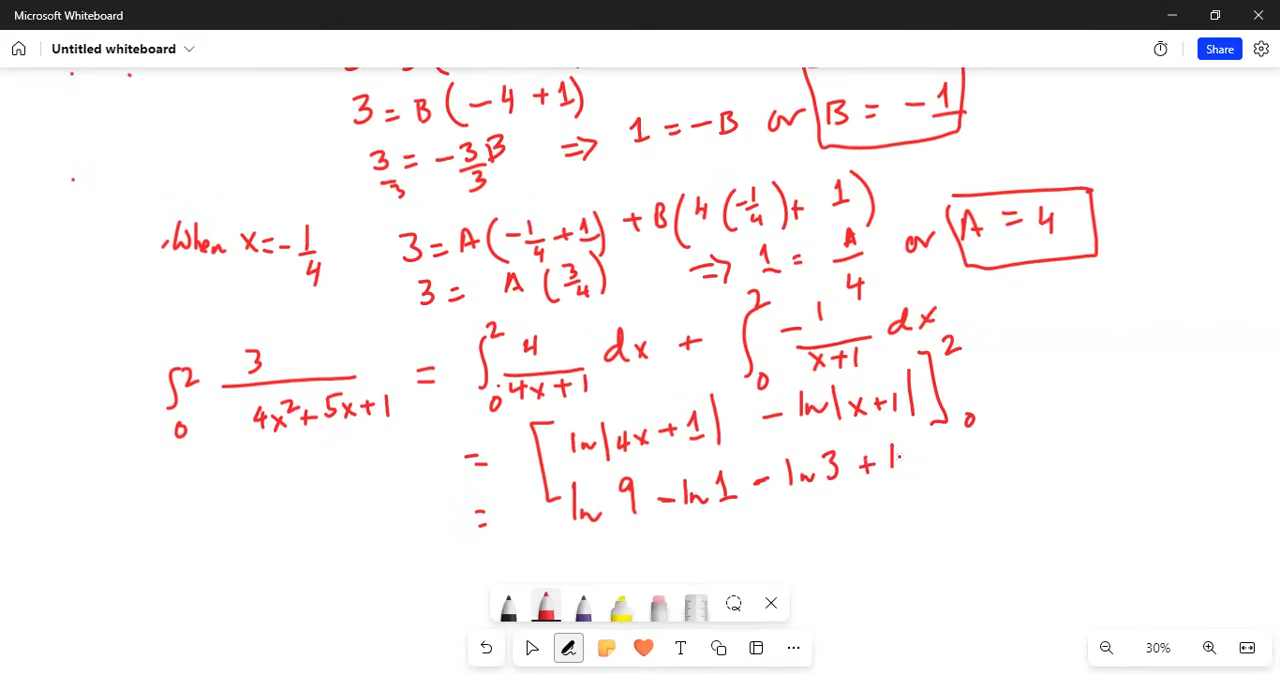 Microsoft Whiteboard
Untitled whiteboard
Share
3 = B ( - 4 + 1)
3/3 = - 3/3 B => 1 = - B or B = - 1
When x = - 1/4 3 = A ( - 1/4 + 1 ) + B ( 4 ( - 1/4 ) + 1 )
3 = A ( 3/4 ) => 1 = A/4 or A = 4
∫₀² 3/(4x² + 5x + 1) = ∫₀² 4/(4x + 1) dx + ∫₀² - 1/(x + 1) dx
= [ ln|4x + 1| - ln|x + 1| ]₀²
= ln 9 - ln 1 - ln 3 + l
30%